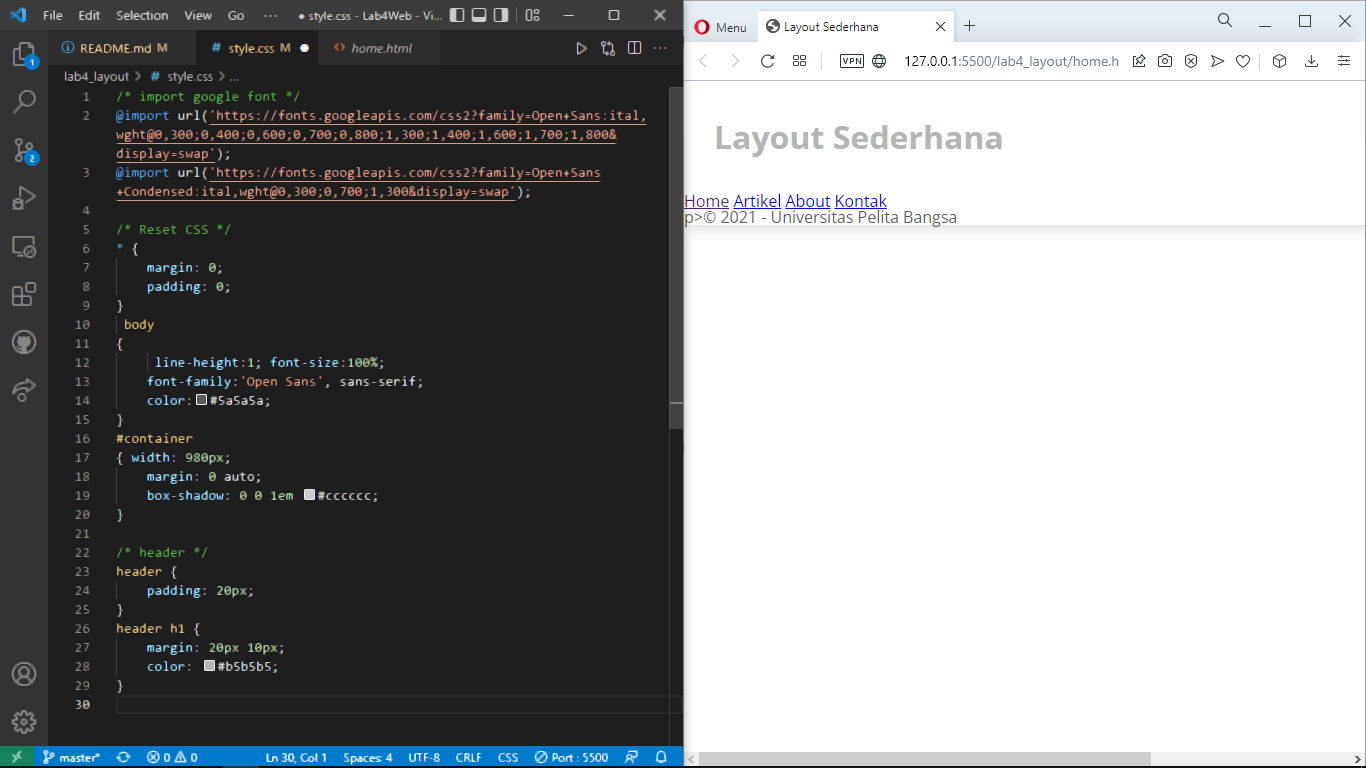 File Edit Selection View Go ··· ● style.css - Lab4Web - Vi...
README.md M # style.css M ● <> home.html ···
lab4_layout > # style.css > ...
1 /* import google font */
2 @import url('https://fonts.googleapis.com/css2?family=Open+Sans:ital,
wght@0,300;0,400;0,600;0,700;0,800;1,300;1,400;1,600;1,700;1,800&
display=swap');
3 @import url('https://fonts.googleapis.com/css2?family=Open+Sans
+Condensed:ital,wght@0,300;0,700;1,300&display=swap');
4
5 /* Reset CSS */
6 * {
7 margin: 0;
8 padding: 0;
9 }
10 body
11 {
12 line-height:1; font-size:100%;
13 font-family:'Open Sans', sans-serif;
14 color:#5a5a5a;
15 }
16 #container
17 { width: 980px;
18 margin: 0 auto;
19 box-shadow: 0 0 1em #cccccc;
20 }
21
22 /* header */
23 header {
24 padding: 20px;
25 }
26 header h1 {
27 margin: 20px 10px;
28 color: #b5b5b5;
29 }
30
1
2
master* 0 0 Ln 30, Col 1 Spaces: 4 UTF-8 CRLF CSS Port : 5500
Menu Layout Sederhana
VPN 127.0.0.1:5500/lab4_layout/home.h
Layout Sederhana
Home Artikel About Kontak
p>© 2021 - Universitas Pelita Bangsa